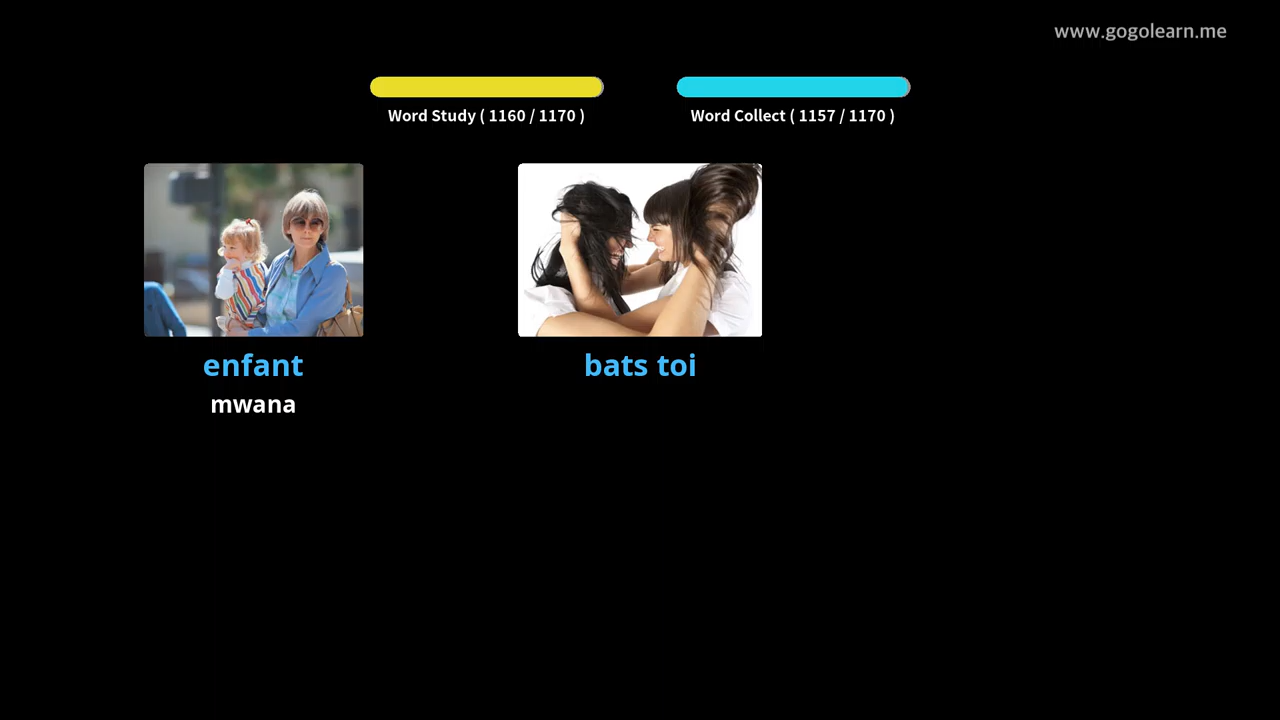 www.gogolearn.me
Word Study ( 1160 / 1170 )
Word Collect ( 1157 / 1170 )
enfant
mwana
bats toi